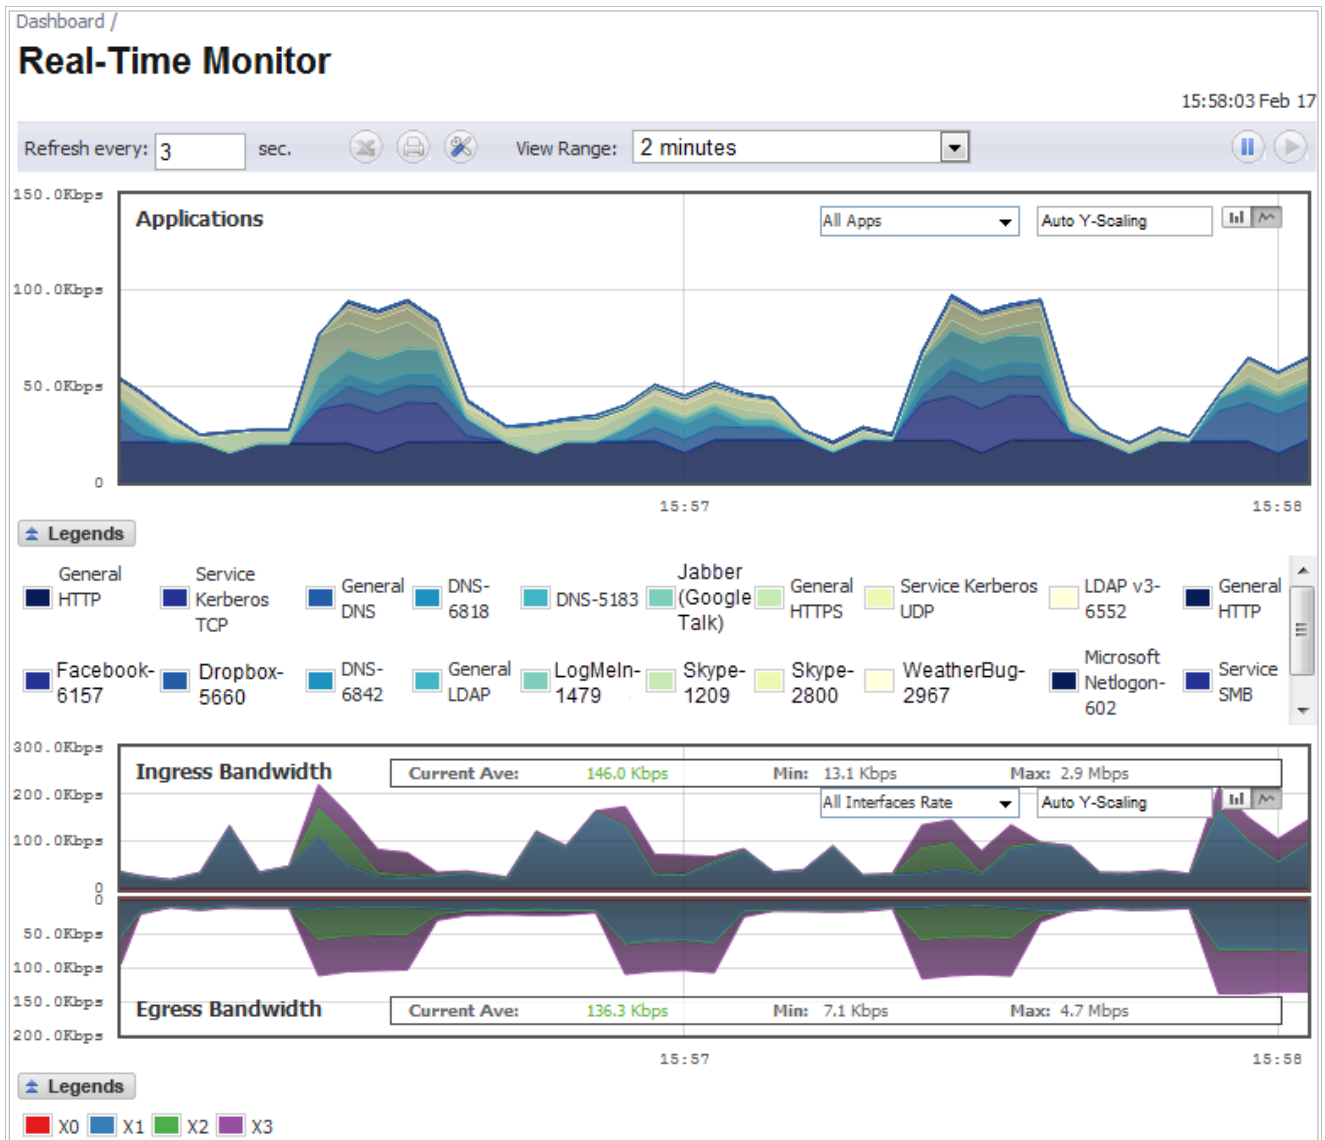 Dashboard /
Real-Time Monitor
15:58:03 Feb 17
Refresh every: 3 sec. View Range: 2 minutes
150.0Kbps
Applications All Apps Auto Y-Scaling
100.0Kbps
50.0Kbps
0
15:57 15:58
Legends
General HTTP
Service Kerberos TCP
General DNS
DNS-6818
DNS-5183
Jabber (Google Talk)
General HTTPS
Service Kerberos UDP
LDAP v3-6552
General HTTP
Facebook-6157
Dropbox-5660
DNS-6842
General LDAP
LogMeIn-1479
Skype-1209
Skype-2800
WeatherBug-2967
Microsoft Netlogon-602
Service SMB
300.0Kbps
Ingress Bandwidth Current Ave: 146.0 Kbps Min: 13.1 Kbps Max: 2.9 Mbps
200.0Kbps All Interfaces Rate Auto Y-Scaling
100.0Kbps
0
0
50.0Kbps
100.0Kbps
150.0Kbps
Egress Bandwidth Current Ave: 136.3 Kbps Min: 7.1 Kbps Max: 4.7 Mbps
200.0Kbps
15:57 15:58
Legends
X0 X1 X2 X3